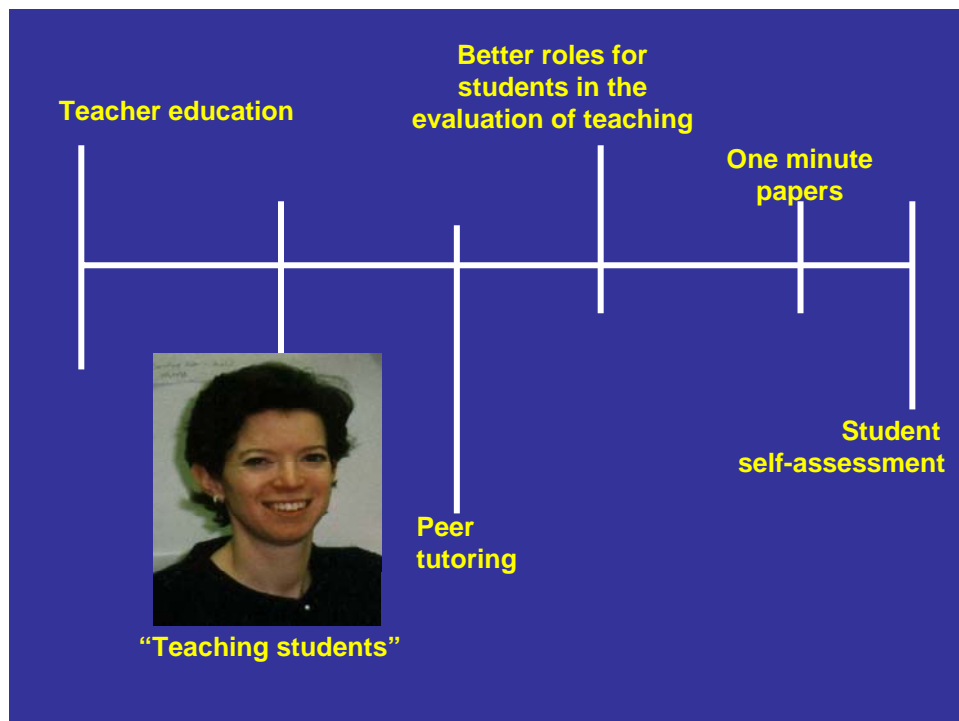 Teacher education
Better roles for
students in the
evaluation of teaching
One minute
papers
Student
self-assessment
Peer
tutoring
“Teaching students”